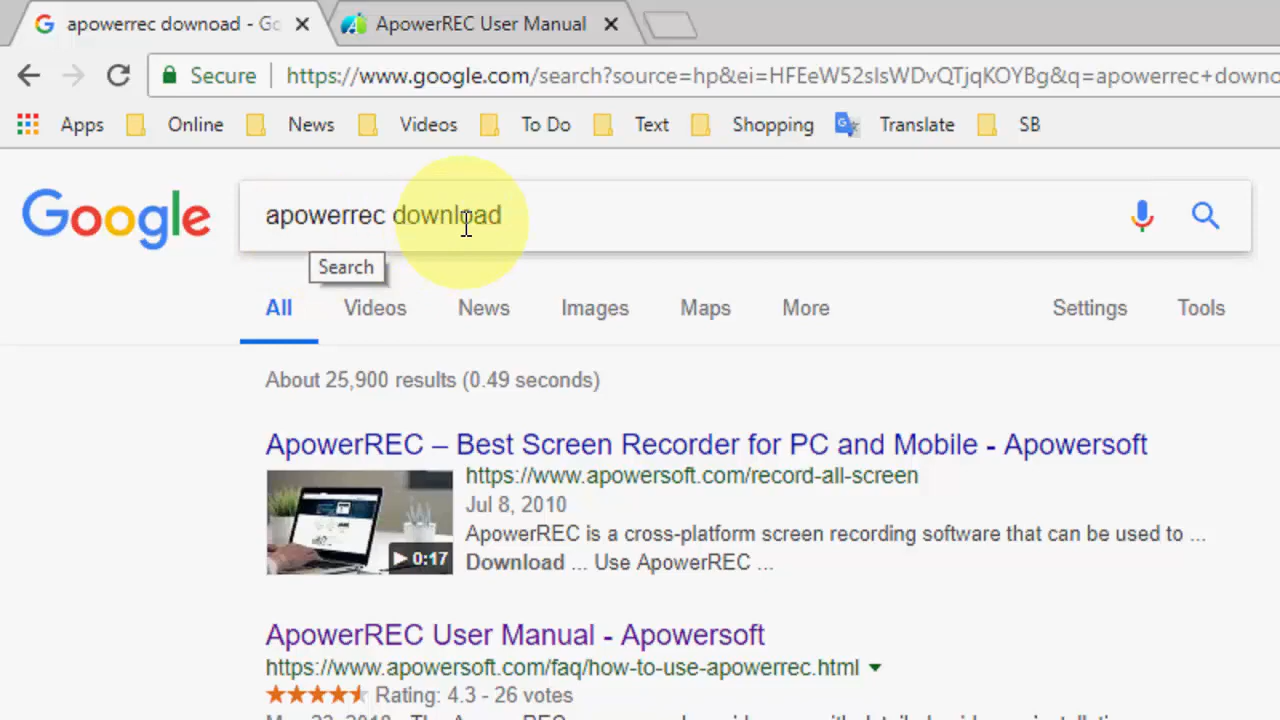 apowerrec downoad - Go
ApowerREC User Manual
Secure
https://www.google.com/search?source=hp&ei=HFEeW52sIsWDvQTjqKOYBg&q=apowerrec+downo
Apps Online News Videos To Do Text Shopping Translate SB
Google
apowerrec download
Search
All Videos News Images Maps More Settings Tools
About 25,900 results (0.49 seconds)
ApowerREC – Best Screen Recorder for PC and Mobile - Apowersoft
https://www.apowersoft.com/record-all-screen
Jul 8, 2010
ApowerREC is a cross-platform screen recording software that can be used to ...
Download ... Use ApowerREC ...
0:17
ApowerREC User Manual - Apowersoft
https://www.apowersoft.com/faq/how-to-use-apowerrec.html
Rating: 4.3 - 26 votes